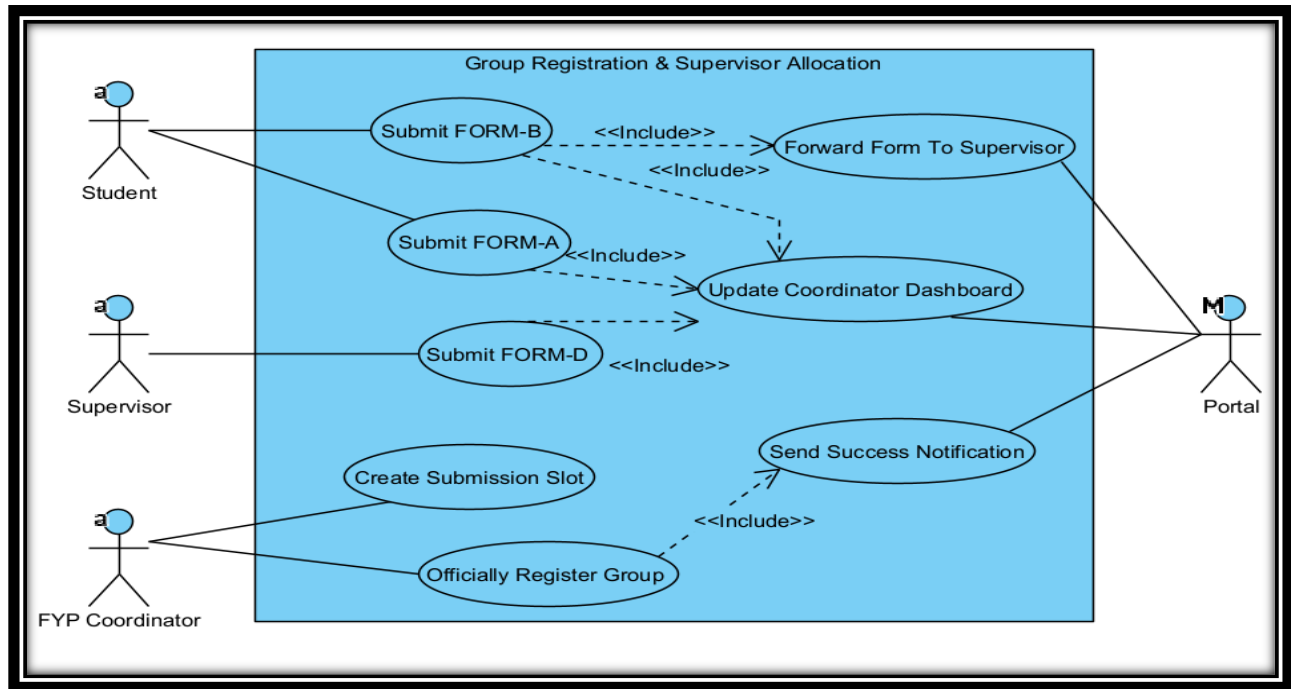 Group Registration & Supervisor Allocation
a
Student
Submit FORM-B
<<Include>>
Forward Form To Supervisor
<<Include>>
Submit FORM-A
<<Include>>
Update Coordinator Dashboard
a
Supervisor
Submit FORM-D
<<Include>>
M
Portal
Send Success Notification
Create Submission Slot
<<Include>>
a
FYP Coordinator
Officially Register Group